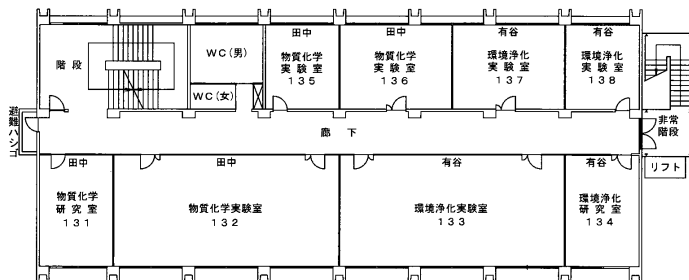 階段
WC(男)
WC(女)
田中
物質化学
実験室
135
田中
物質化学
実験室
136
有谷
環境浄化
実験室
137
有谷
環境浄化
実験室
138
避難ハシゴ
廊下
非常
階段
リフト
田中
物質化学
研究室
131
田中
物質化学実験室
132
有谷
環境浄化実験室
133
有谷
環境浄化
研究室
134